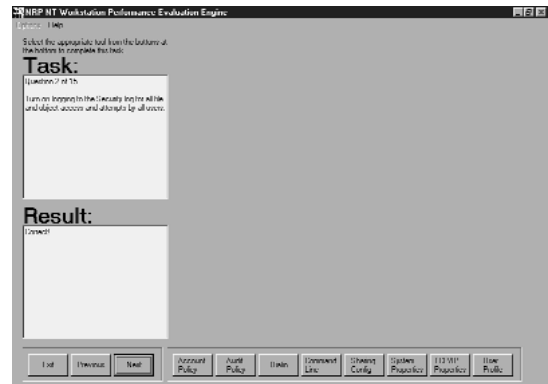 NRP NT Workstation Performance Evaluation Engine
Options Help
Select the appropriate tool from the buttons at
the bottom to complete this task
Task:
Question 2 of 15
Turn on logging to the Security log for all file
and object access and attempts by all users.
Result:
Correct!
Exit Previous Next Account Policy Audit Policy Drain Command Line Sharing Config System Properties TCP/IP Properties User Profile